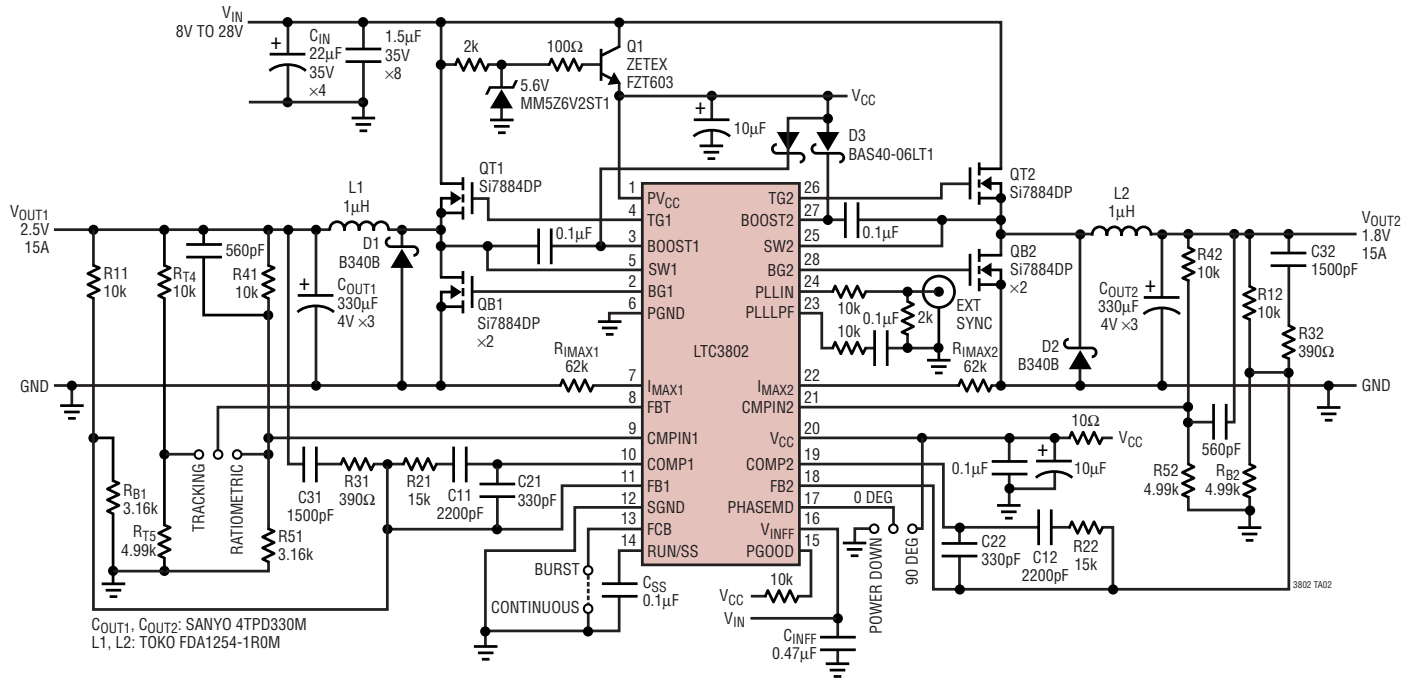 VIN
8V TO 28V
CIN
22µF
35V
×4
1.5µF
35V
×8
2k
100Ω
Q1
ZETEX
FZT603
5.6V
MM5Z6V2ST1
10µF
VCC
D3
BAS40-06LT1
QT1
Si7884DP
QT2
Si7884DP
L1
1µH
L2
1µH
VOUT1
2.5V
15A
VOUT2
1.8V
15A
560pF
D1
B340B
0.1µF
0.1µF
R11
10k
RT4
10k
R41
10k
COUT1
330µF
4V ×3
QB1
Si7884DP
×2
QB2
Si7884DP
×2
1
PVCC
4
TG1
3
BOOST1
5
SW1
2
BG1
6
PGND
LTC3802
7
IMAX1
8
FBT
9
CMPIN1
10
COMP1
11
FB1
12
SGND
13
FCB
14
RUN/SS
26
TG2
27
BOOST2
25
SW2
28
BG2
24
PLLIN
23
PLLLPF
22
IMAX2
21
CMPIN2
20
VCC
19
COMP2
18
FB2
17
PHASEMD
16
VINFF
15
PGOOD
10k
10k
0.1µF
2k
EXT
SYNC
RIMAX1
62k
RIMAX2
62k
D2
B340B
R42
10k
COUT2
330µF
4V ×3
R12
10k
C32
1500pF
R32
390Ω
GND
GND
10Ω
VCC
0.1µF
10µF
560pF
R52
4.99k
RB2
4.99k
RB1
3.16k
RT5
4.99k
TRACKING
RATIOMETRIC
R51
3.16k
C31
1500pF
R31
390Ω
R21
15k
C11
2200pF
C21
330pF
BURST
CONTINUOUS
CSS
0.1µF
10k
VCC
VIN
CINFF
0.47µF
0 DEG
POWER DOWN
90 DEG
C22
330pF
C12
2200pF
R22
15k
3802 TA02
COUT1, COUT2: SANYO 4TPD330M
L1, L2: TOKO FDA1254-1R0M